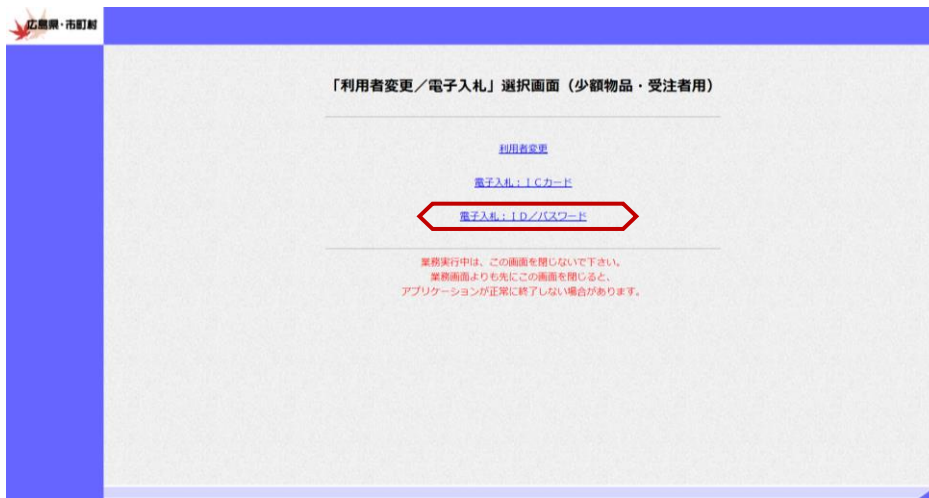 広島県・市町村
「利用者変更／電子入札」選択画面（少額物品・受注者用）
利用者変更
電子入札：ＩＣカード
電子入札：ＩＤ／パスワード
業務実行中は、この画面を閉じないで下さい。
業務画面よりも先にこの画面を閉じると、
アプリケーションが正常に終了しない場合があります。